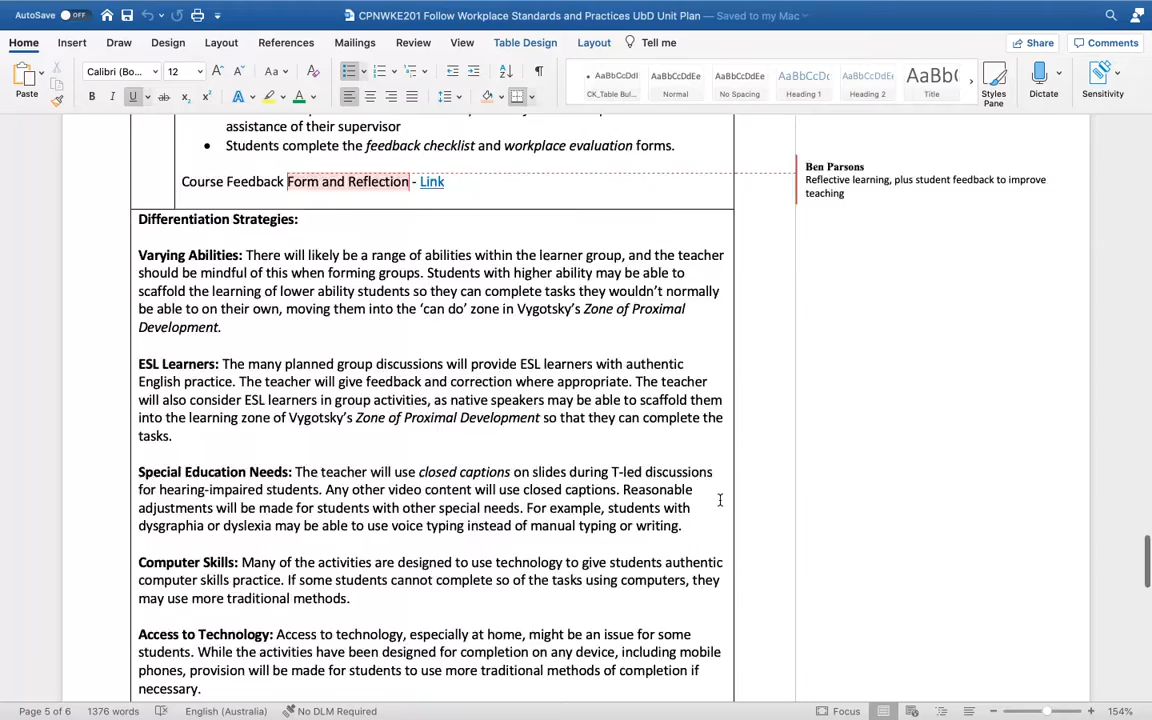 AutoSave OFF CPNWKE201 Follow Workplace Standards and Practices UbD Unit Plan — Saved to my Mac
Home Insert Draw Design Layout References Mailings Review View Table Design Layout Tell me Share Comments
Paste Calibri (Bo... 12 A A Aa A
B I U ab x₂ x² A A
AaBbCcDdI AaBbCcDdEe AaBbCcDdEe AaBbCcDc AaBbCcDdEe AaBb(
CK_Table Bul... Normal No Spacing Heading 1 Heading 2 Title
Styles Pane
Dictate
Sensitivity
assistance of their supervisor
• Students complete the feedback checklist and workplace evaluation forms.
Course Feedback Form and Reflection - Link
Ben Parsons
Reflective learning, plus student feedback to improve
teaching
Differentiation Strategies:
Varying Abilities: There will likely be a range of abilities within the learner group, and the teacher
should be mindful of this when forming groups. Students with higher ability may be able to
scaffold the learning of lower ability students so they can complete tasks they wouldn't normally
be able to on their own, moving them into the 'can do' zone in Vygotsky's Zone of Proximal
Development.
ESL Learners: The many planned group discussions will provide ESL learners with authentic
English practice. The teacher will give feedback and correction where appropriate. The teacher
will also consider ESL learners in group activities, as native speakers may be able to scaffold them
into the learning zone of Vygotsky's Zone of Proximal Development so that they can complete the
tasks.
Special Education Needs: The teacher will use closed captions on slides during T-led discussions
for hearing-impaired students. Any other video content will use closed captions. Reasonable
adjustments will be made for students with other special needs. For example, students with
dysgraphia or dyslexia may be able to use voice typing instead of manual typing or writing.
Computer Skills: Many of the activities are designed to use technology to give students authentic
computer skills practice. If some students cannot complete so of the tasks using computers, they
may use more traditional methods.
Access to Technology: Access to technology, especially at home, might be an issue for some
students. While the activities have been designed for completion on any device, including mobile
phones, provision will be made for students to use more traditional methods of completion if
necessary.
Page 5 of 6 1376 words English (Australia) No DLM Required Focus 154%